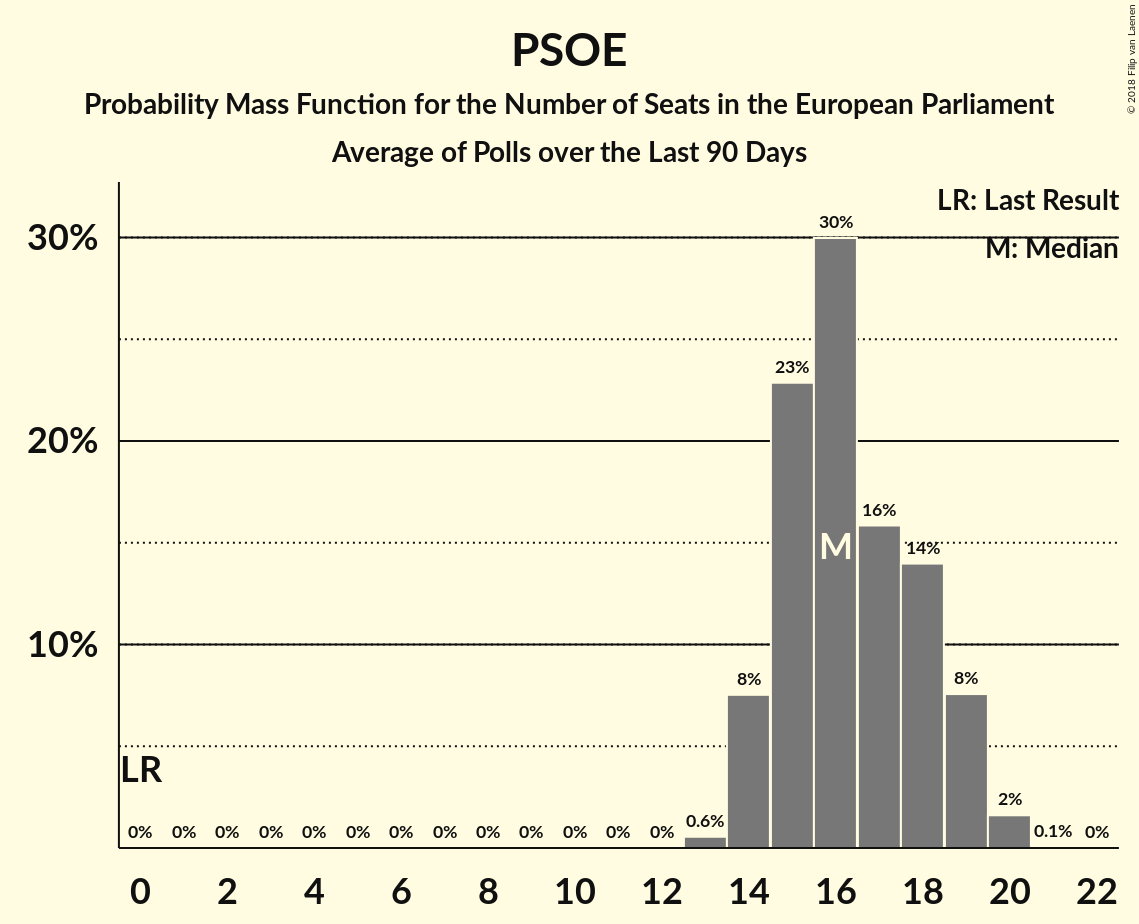 PSOE
Probability Mass Function for the Number of Seats in the European Parliament
Average of Polls over the Last 90 Days
© 2018 Filip van Laenen
LR: Last Result
M: Median
30%
20%
10%
30%
23%
16%
14%
8%
8%
2%
0.6%
0.1%
M
LR
0% 0% 0% 0% 0% 0% 0% 0% 0% 0% 0% 0% 0% 0%
0 2 4 6 8 10 12 14 16 18 20 22